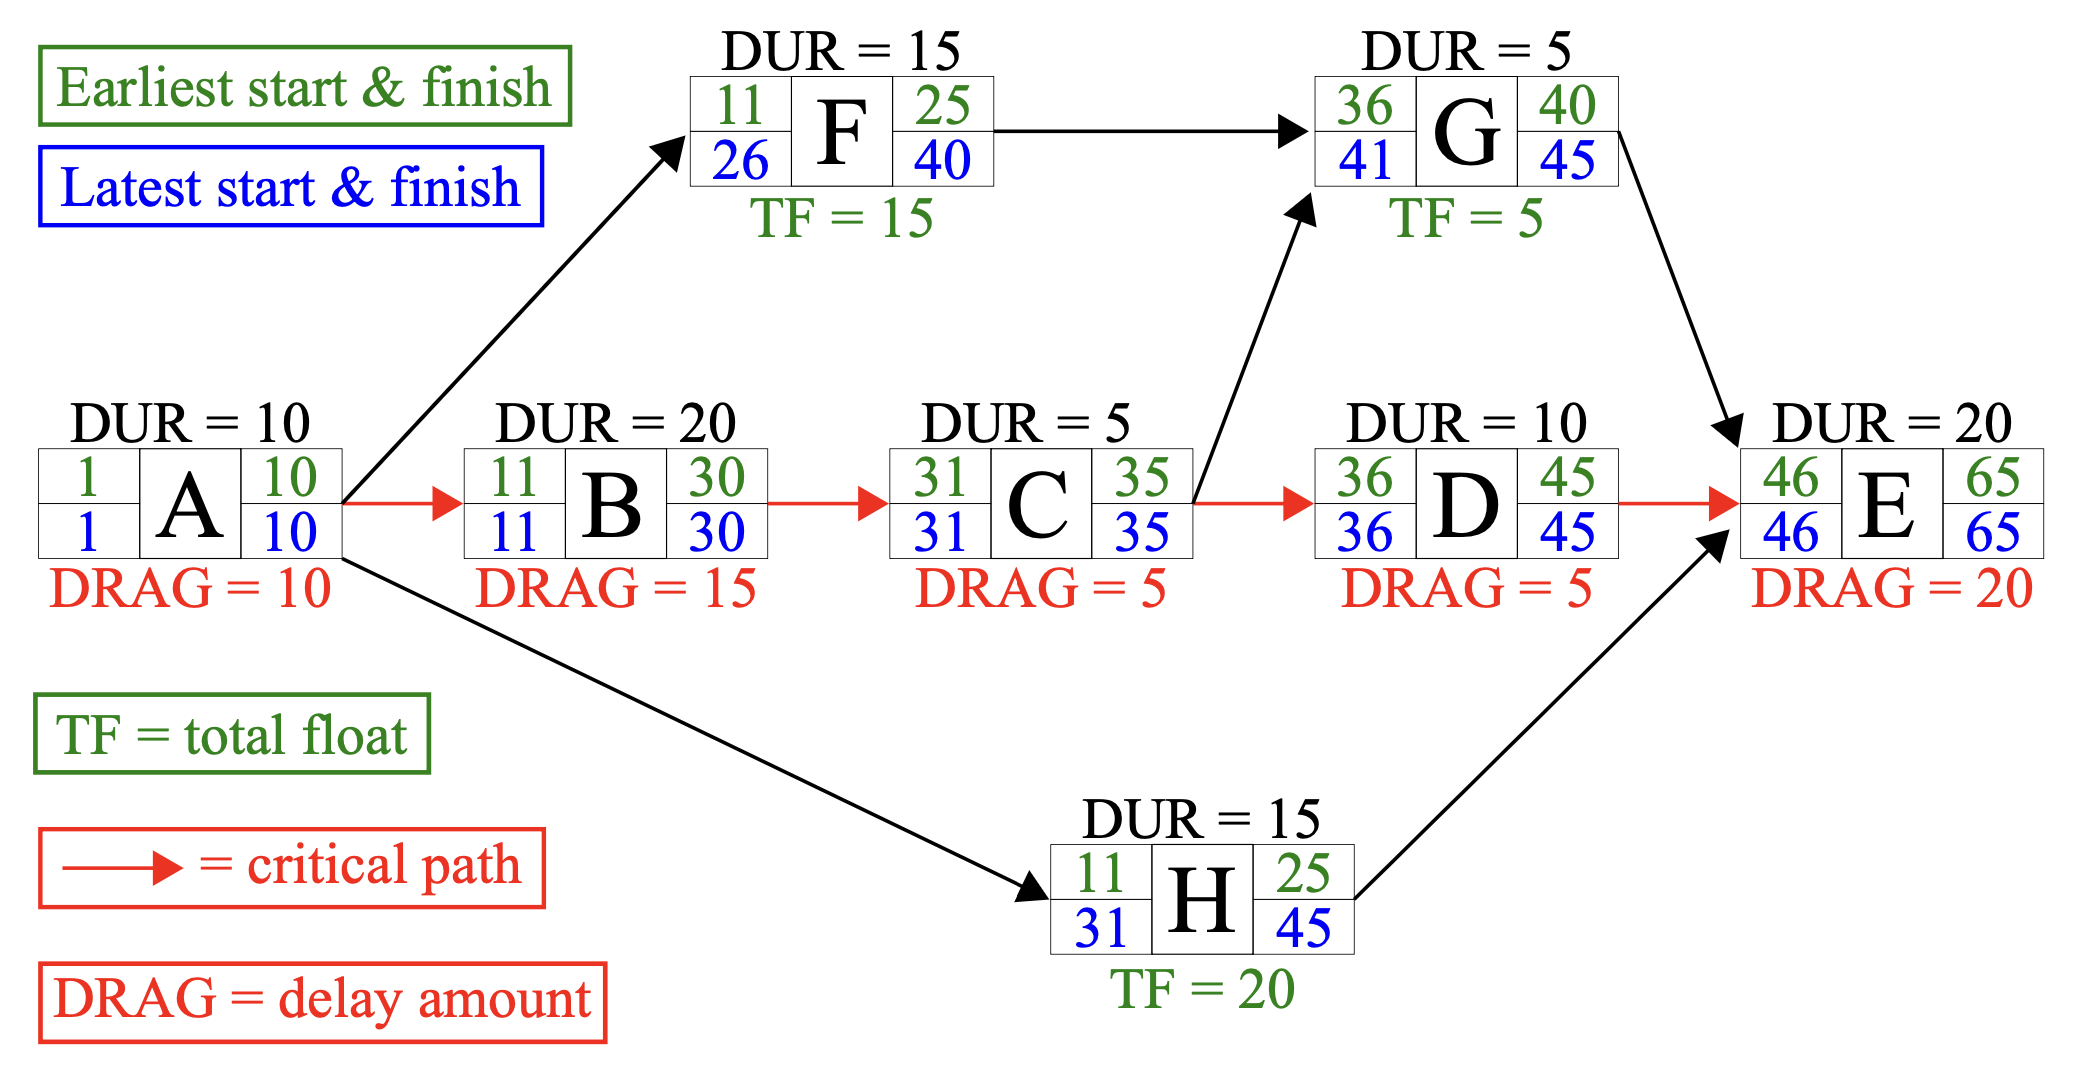 Earliest start & finish
Latest start & finish
DUR = 15
11 F 25
26 40
TF = 15
DUR = 5
36 G 40
41 45
TF = 5
DUR = 10
1 A 10
1 10
DRAG = 10
DUR = 20
11 B 30
11 30
DRAG = 15
DUR = 5
31 C 35
31 35
DRAG = 5
DUR = 10
36 D 45
36 45
DRAG = 5
DUR = 20
46 E 65
46 65
DRAG = 20
TF = total float
= critical path
DRAG = delay amount
DUR = 15
11 H 25
31 45
TF = 20